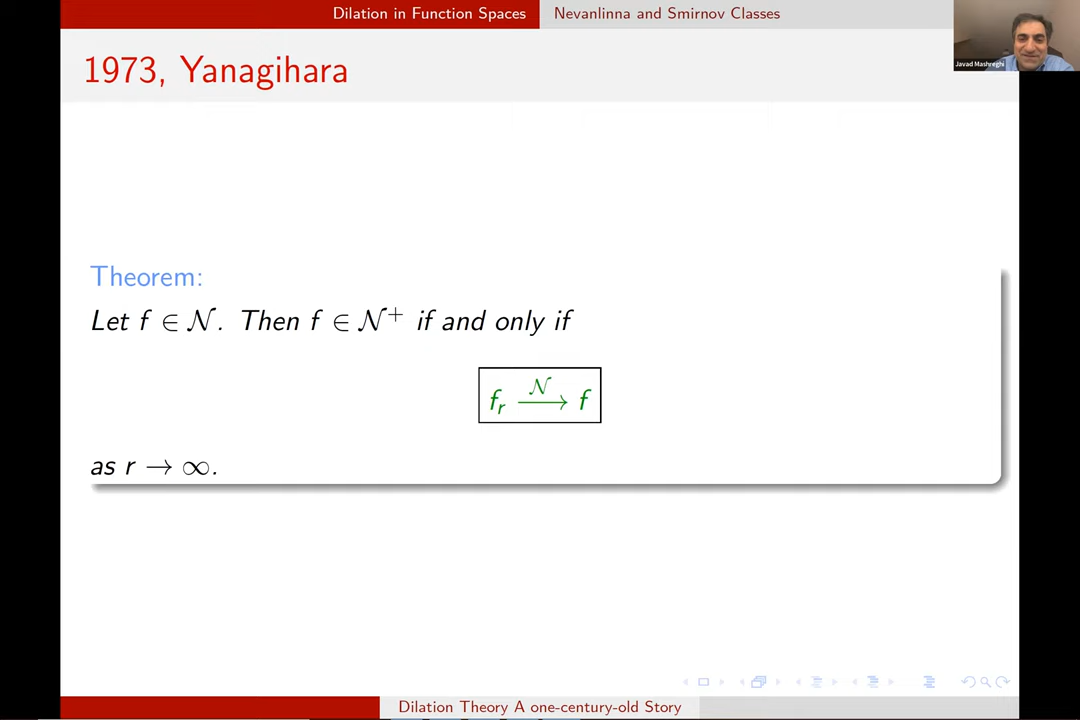 Dilation in Function Spaces Nevanlinna and Smirnov Classes
1973, Yanagihara
Javad Mashreghi
Theorem:
Let f ∈ 𝒩. Then f ∈ 𝒩⁺ if and only if
fᵣ —𝒩→ f
as r → ∞.
Dilation Theory A one-century-old Story